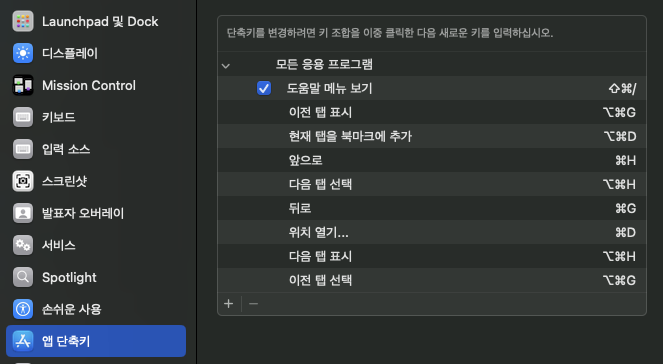 Launchpad 및 Dock
디스플레이
Mission Control
키보드
입력 소스
스크린샷
발표자 오버레이
서비스
Spotlight
손쉬운 사용
앱 단축키
단축키를 변경하려면 키 조합을 이중 클릭한 다음 새로운 키를 입력하십시오.
모든 응용 프로그램
도움말 메뉴 보기 ⇧⌘/
이전 탭 표시 ⌥⌘G
현재 탭을 북마크에 추가 ⌥⌘D
앞으로 ⌘H
다음 탭 선택 ⌥⌘H
뒤로 ⌘G
위치 열기... ⌘D
다음 탭 표시 ⌥⌘H
이전 탭 선택 ⌥⌘G